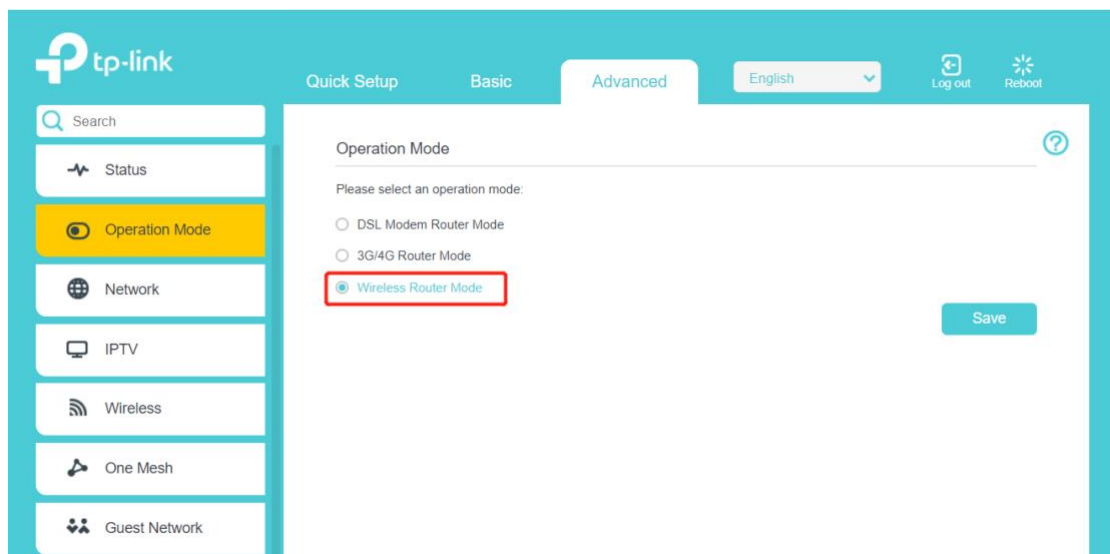 tp-link
Quick Setup
Basic
Advanced
English
Log out
Reboot
Search
Status
Operation Mode
Network
IPTV
Wireless
One Mesh
Guest Network
Operation Mode
?
Please select an operation mode:
DSL Modem Router Mode
3G/4G Router Mode
Wireless Router Mode
Save